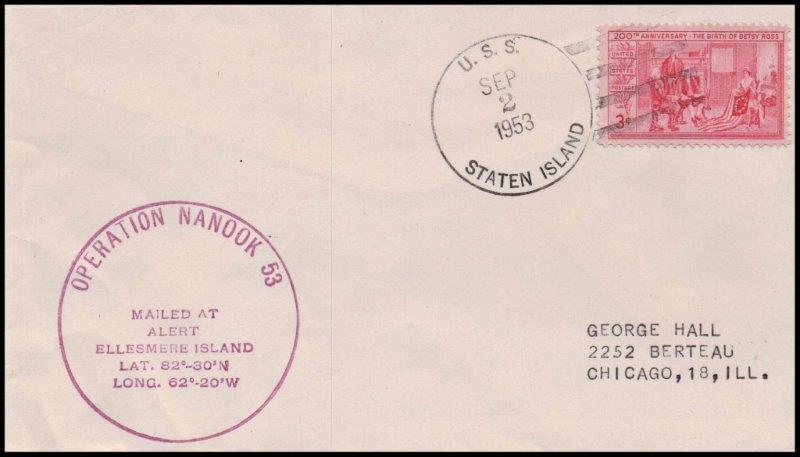 U. S. S.
SEP
2
1953
STATEN ISLAND
200TH ANNIVERSARY - THE BIRTH OF BETSY ROSS
UNITED
STATES
POSTAGE
3¢
OPERATION NANOOK 53
MAILED AT
ALERT
ELLESMERE ISLAND
LAT. 82°-30'N
LONG. 62°-20'W
GEORGE HALL
2252 BERTEAU
CHICAGO,18,ILL.